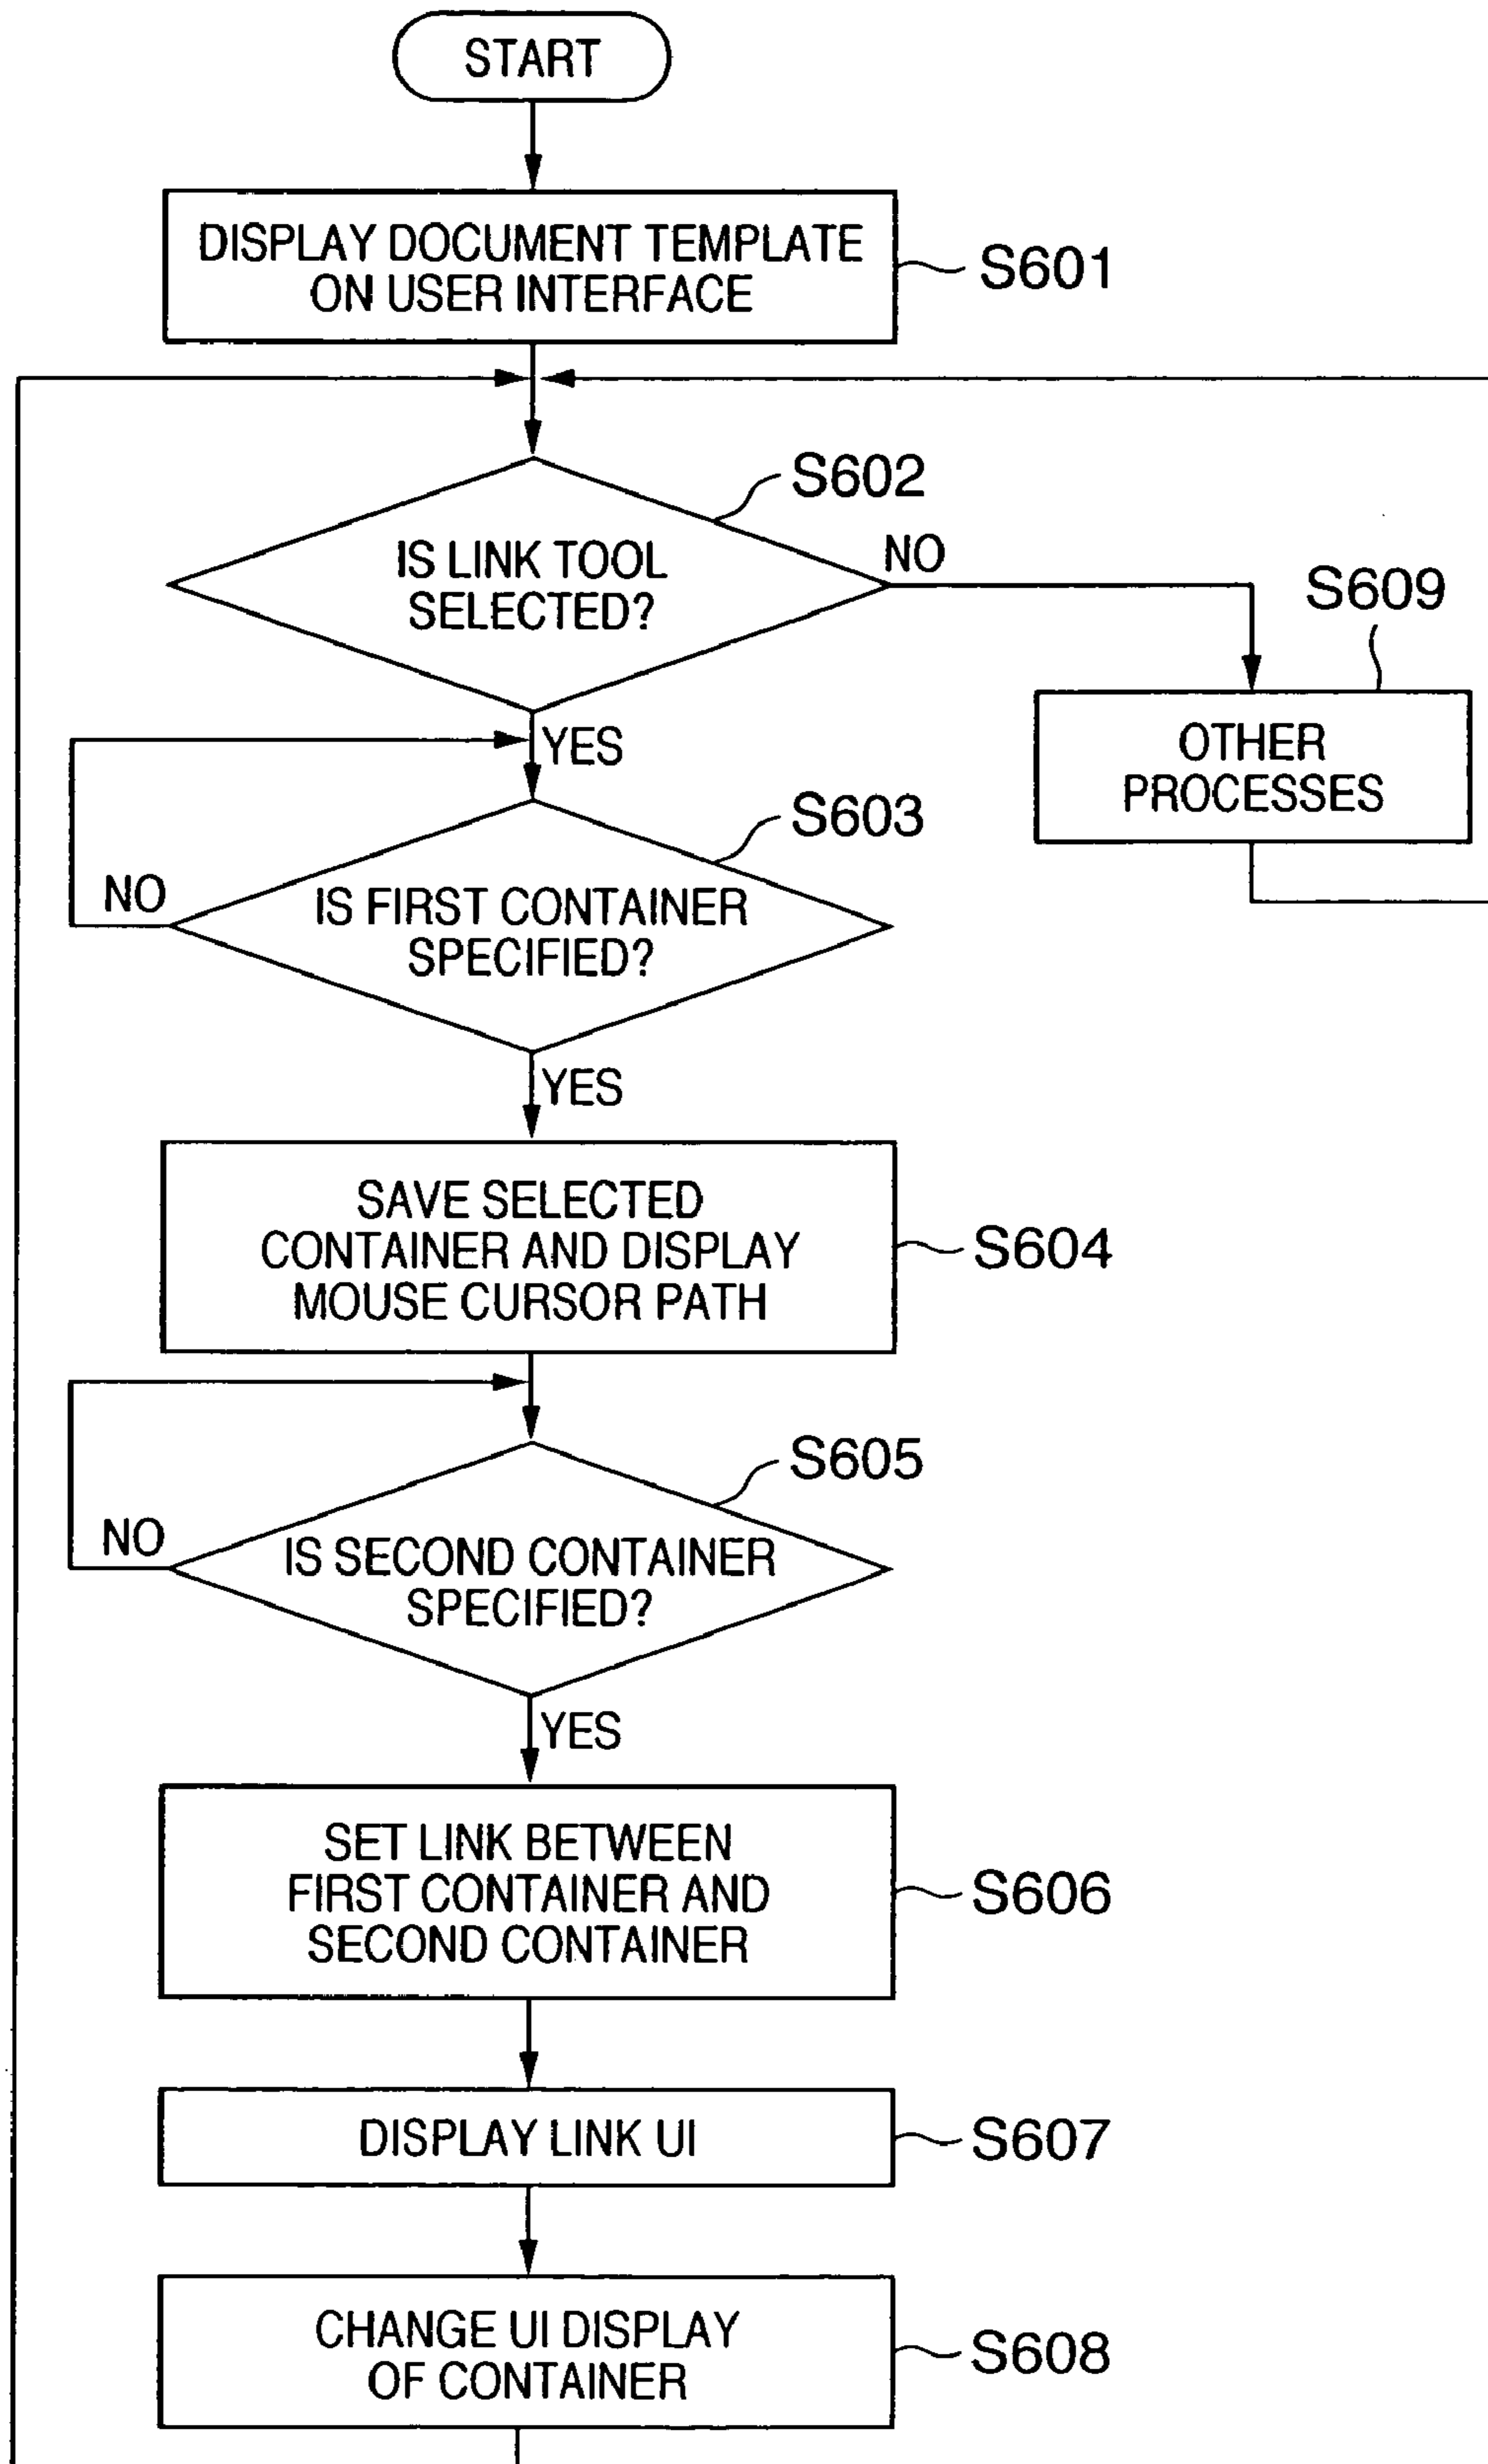 START
DISPLAY DOCUMENT TEMPLATE
ON USER INTERFACE
S601
S602
IS LINK TOOL
SELECTED?
NO
YES
S609
OTHER
PROCESSES
S603
IS FIRST CONTAINER
SPECIFIED?
NO
YES
SAVE SELECTED
CONTAINER AND DISPLAY
MOUSE CURSOR PATH
S604
S605
IS SECOND CONTAINER
SPECIFIED?
NO
YES
SET LINK BETWEEN
FIRST CONTAINER AND
SECOND CONTAINER
S606
DISPLAY LINK UI
S607
CHANGE UI DISPLAY
OF CONTAINER
S608